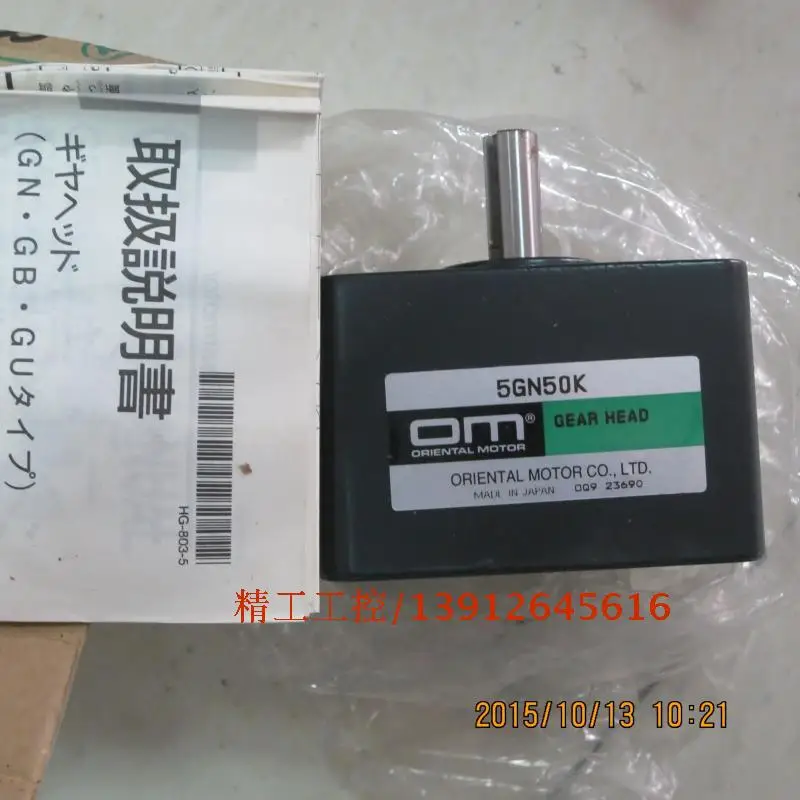 取扱説明書
ギヤヘッド
(GN・GB・GUタイプ)
HG-803-5
5GN50K
OM®
ORIENTAL MOTOR
GEAR HEAD
ORIENTAL MOTOR CO., LTD.
MADE IN JAPAN DQ9 23690
精工工控/13912645616
2015/10/13 10:21